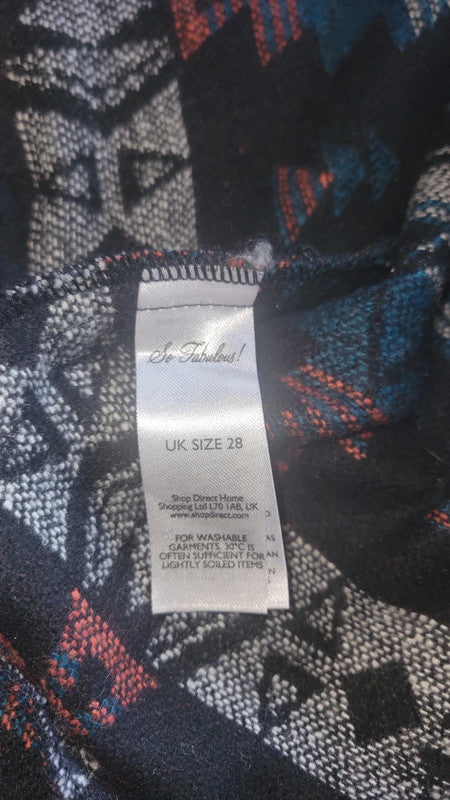 So Fabulous!
UK SIZE 28
Shop Direct Home
Shopping Ltd L70 1AB, UK
www.shopdirect.com
FOR WASHABLE
GARMENTS. 30°C IS
OFTEN SUFFICIENT FOR
LIGHTLY SOILED ITEMS